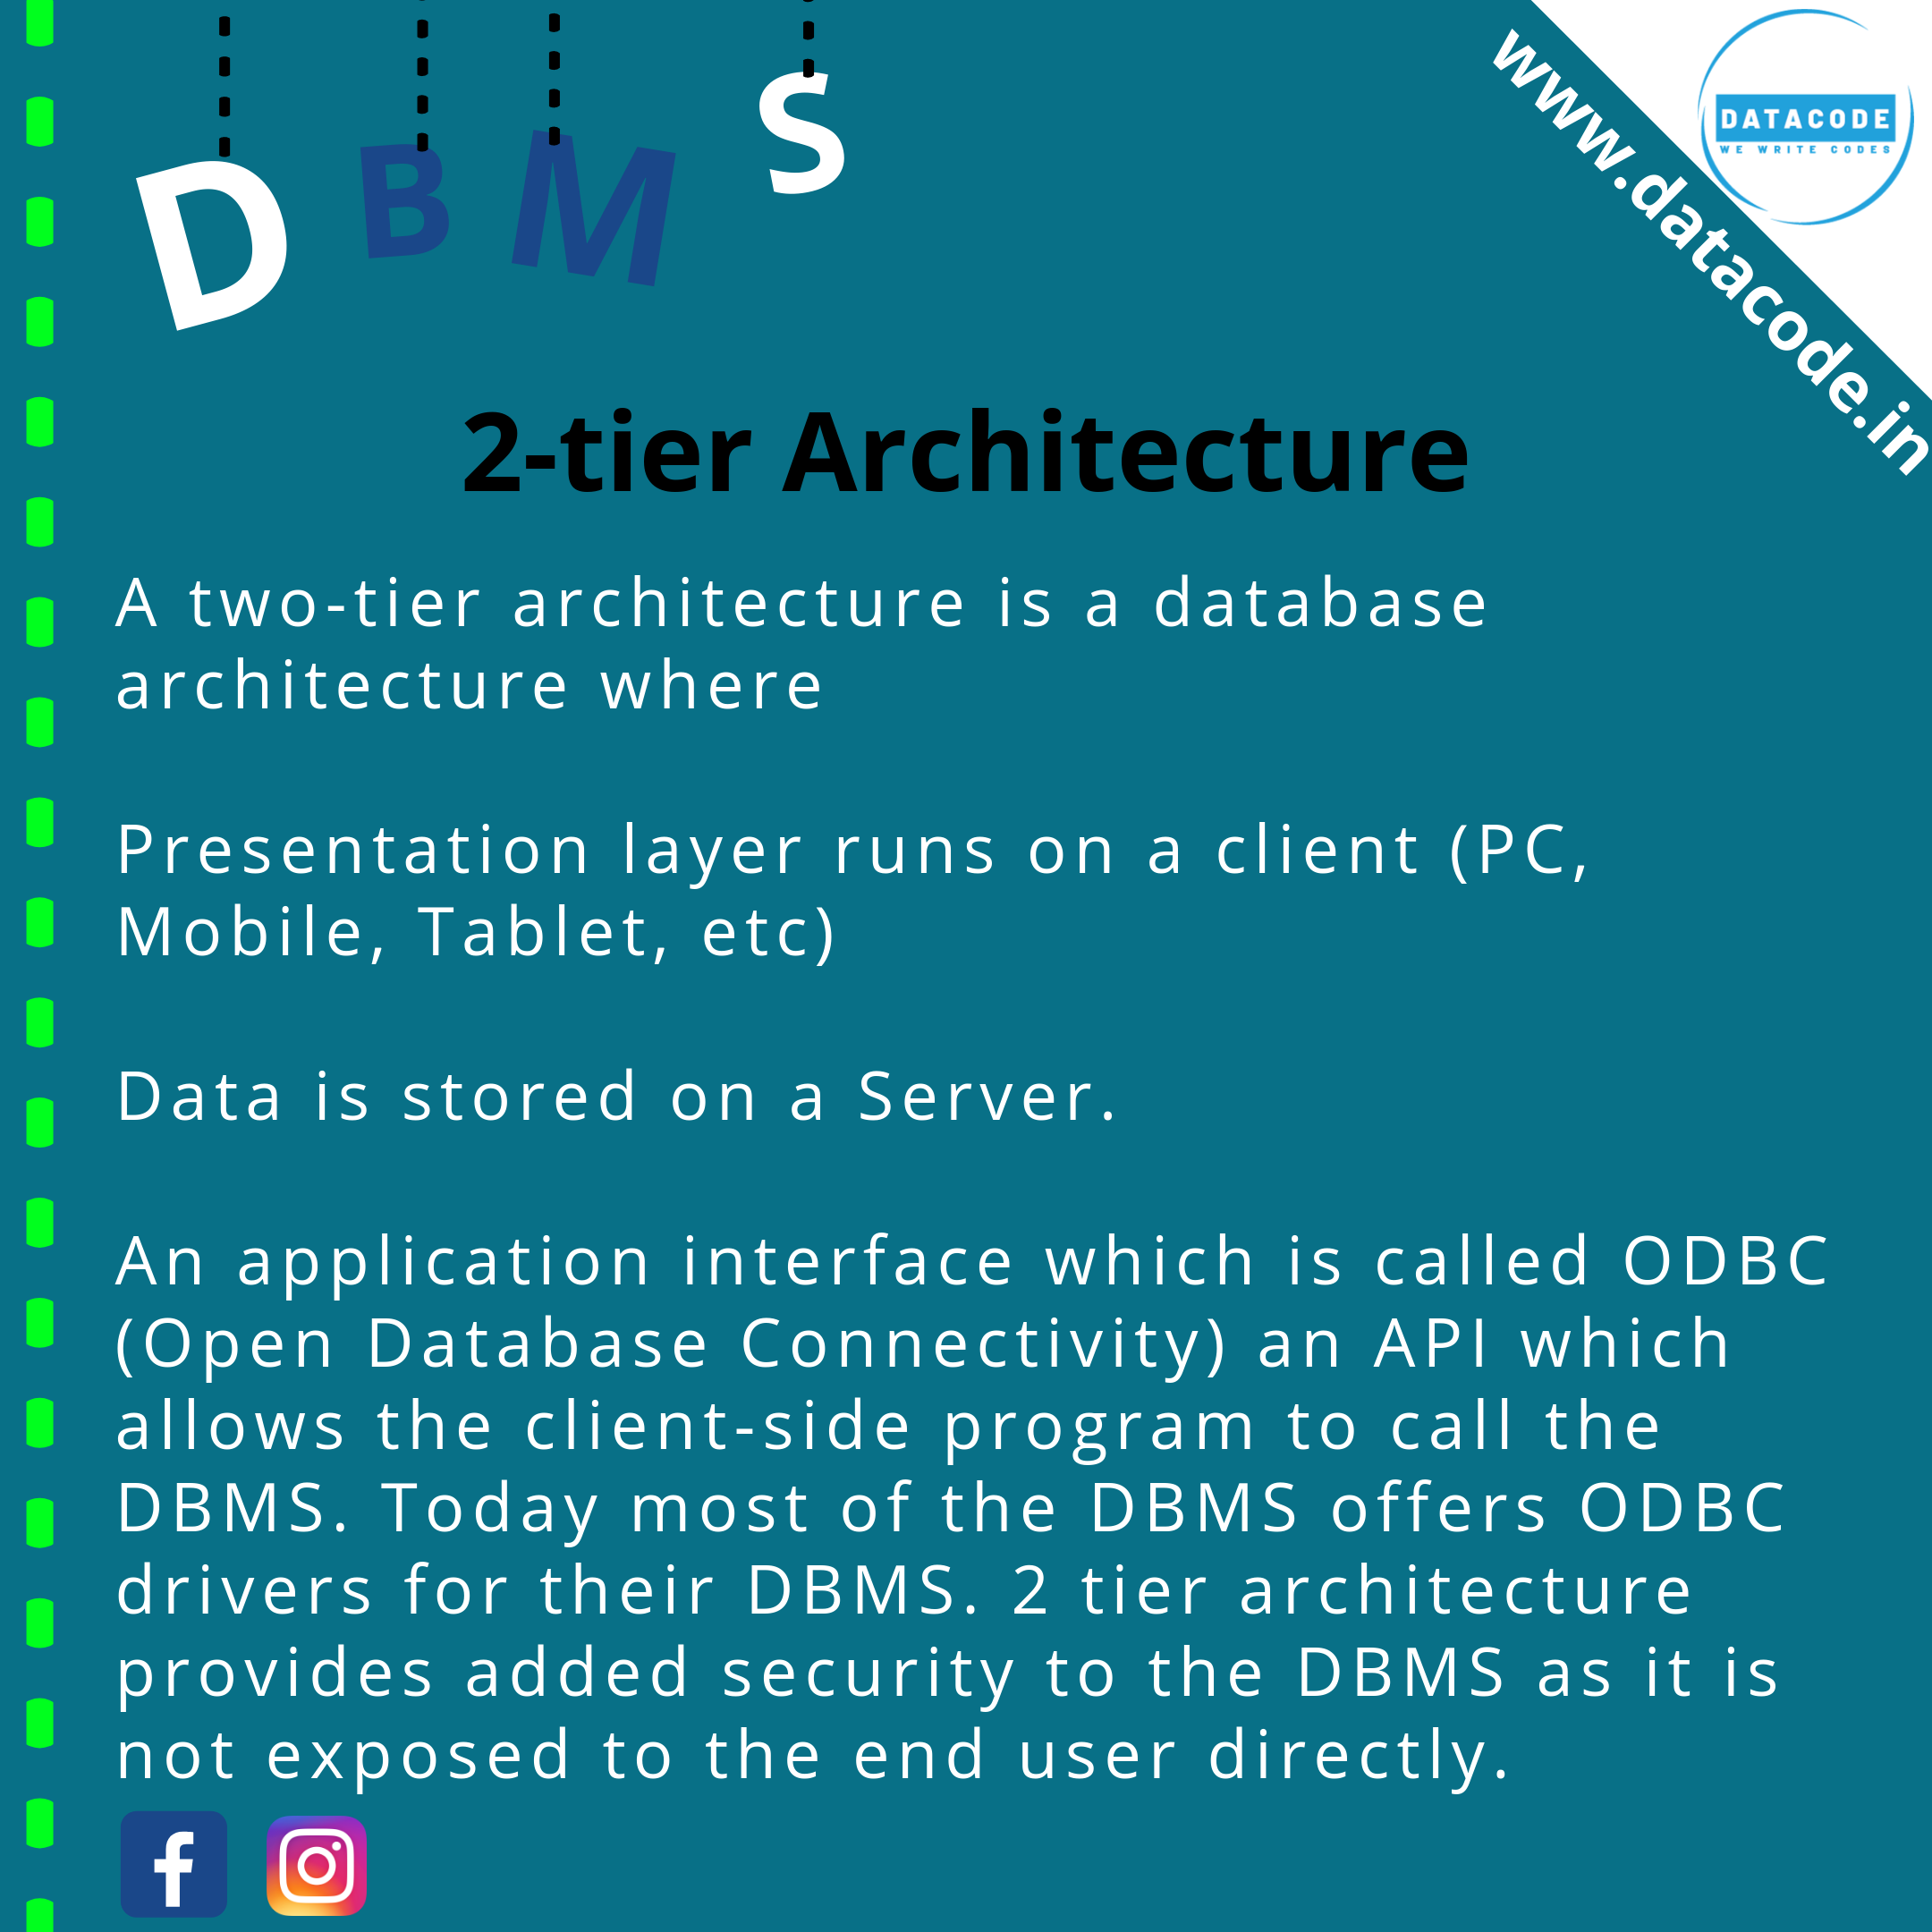 D B M S
www.datacode.in
DATACODE
WE WRITE CODES
2-tier Architecture
A two-tier architecture is a database
architecture where
Presentation layer runs on a client (PC,
Mobile, Tablet, etc)
Data is stored on a Server.
An application interface which is called ODBC
(Open Database Connectivity) an API which
allows the client-side program to call the
DBMS. Today most of the DBMS offers ODBC
drivers for their DBMS. 2 tier architecture
provides added security to the DBMS as it is
not exposed to the end user directly.